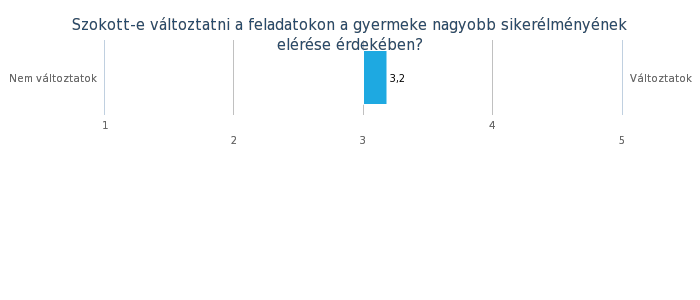 Szokott-e változtatni a feladatokon a gyermeke nagyobb sikerélményének
elérése érdekében?
Nem változtatok
3,2
Változtatok
1
2
3
4
5